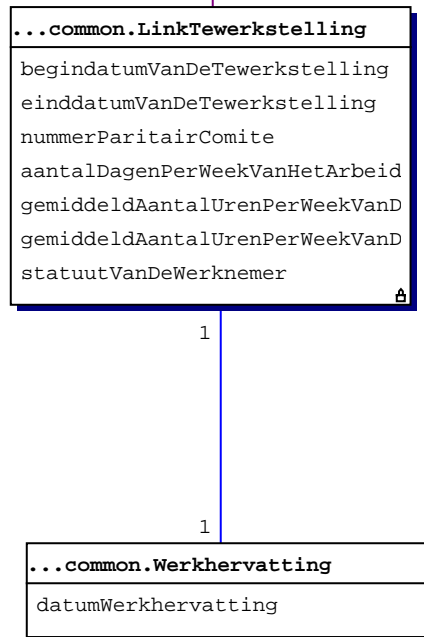 ...common.LinkTewerkstelling
begindatumVanDeTewerkstelling
einddatumVanDeTewerkstelling
nummerParitairComite
aantalDagenPerWeekVanHetArbeid
gemiddeldAantalUrenPerWeekVanD
gemiddeldAantalUrenPerWeekVanD
statuutVanDeWerknemer
1
1
...common.Werkhervatting
datumWerkhervatting